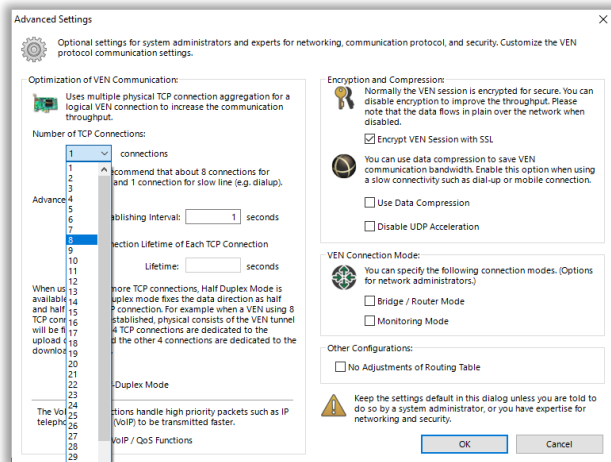 Advanced Settings
Optional settings for system administrators and experts for networking, communication protocol, and security. Customize the VEN
protocol communication settings.
Optimization of VEN Communication:
Uses multiple physical TCP connection aggregation for a
logical VEN connection to increase the communication
throughput.
Number of TCP Connections:
1
connections
1
2
3
4
5
6
7
8
9
10
11
12
13
14
15
16
17
18
19
20
21
22
23
24
25
26
27
28
29
commend that about 8 connections for
and 1 connection for slow line (e.g. dialup).
Advance
ablishing Interval: 1 seconds
nection Lifetime of Each TCP Connection
Lifetime: seconds
When us more TCP connections, Half Duplex Mode is
availabl uplex mode fixes the data direction as half
and half P connection. For example when a VEN using 8
TCP conn stablished, physical consists of the VEN tunnel
will be fi 4 TCP connections are dedicated to the
upload d the other 4 connections are dedicated to the
downloa
-Duplex Mode
The VoI ctions handle high priority packets such as IP
teleph (VoIP) to be transmitted faster.
VoIP / QoS Functions
Encryption and Compression:
Normally the VEN session is encrypted for secure. You can
disable encryption to improve the throughput. Please
note that the data flows in plain over the network when
disabled.
Encrypt VEN Session with SSL
You can use data compression to save VEN
communication bandwidth. Enable this option when using
a slow connectivity such as dial-up or mobile connection.
Use Data Compression
Disable UDP Acceleration
VEN Connection Mode:
You can specify the following connection modes. (Options
for network administrators.)
Bridge / Router Mode
Monitoring Mode
Other Configurations:
No Adjustments of Routing Table
Keep the settings default in this dialog unless you are told to
do so by a system administrator, or you have expertise for
networking and security.
OK
Cancel